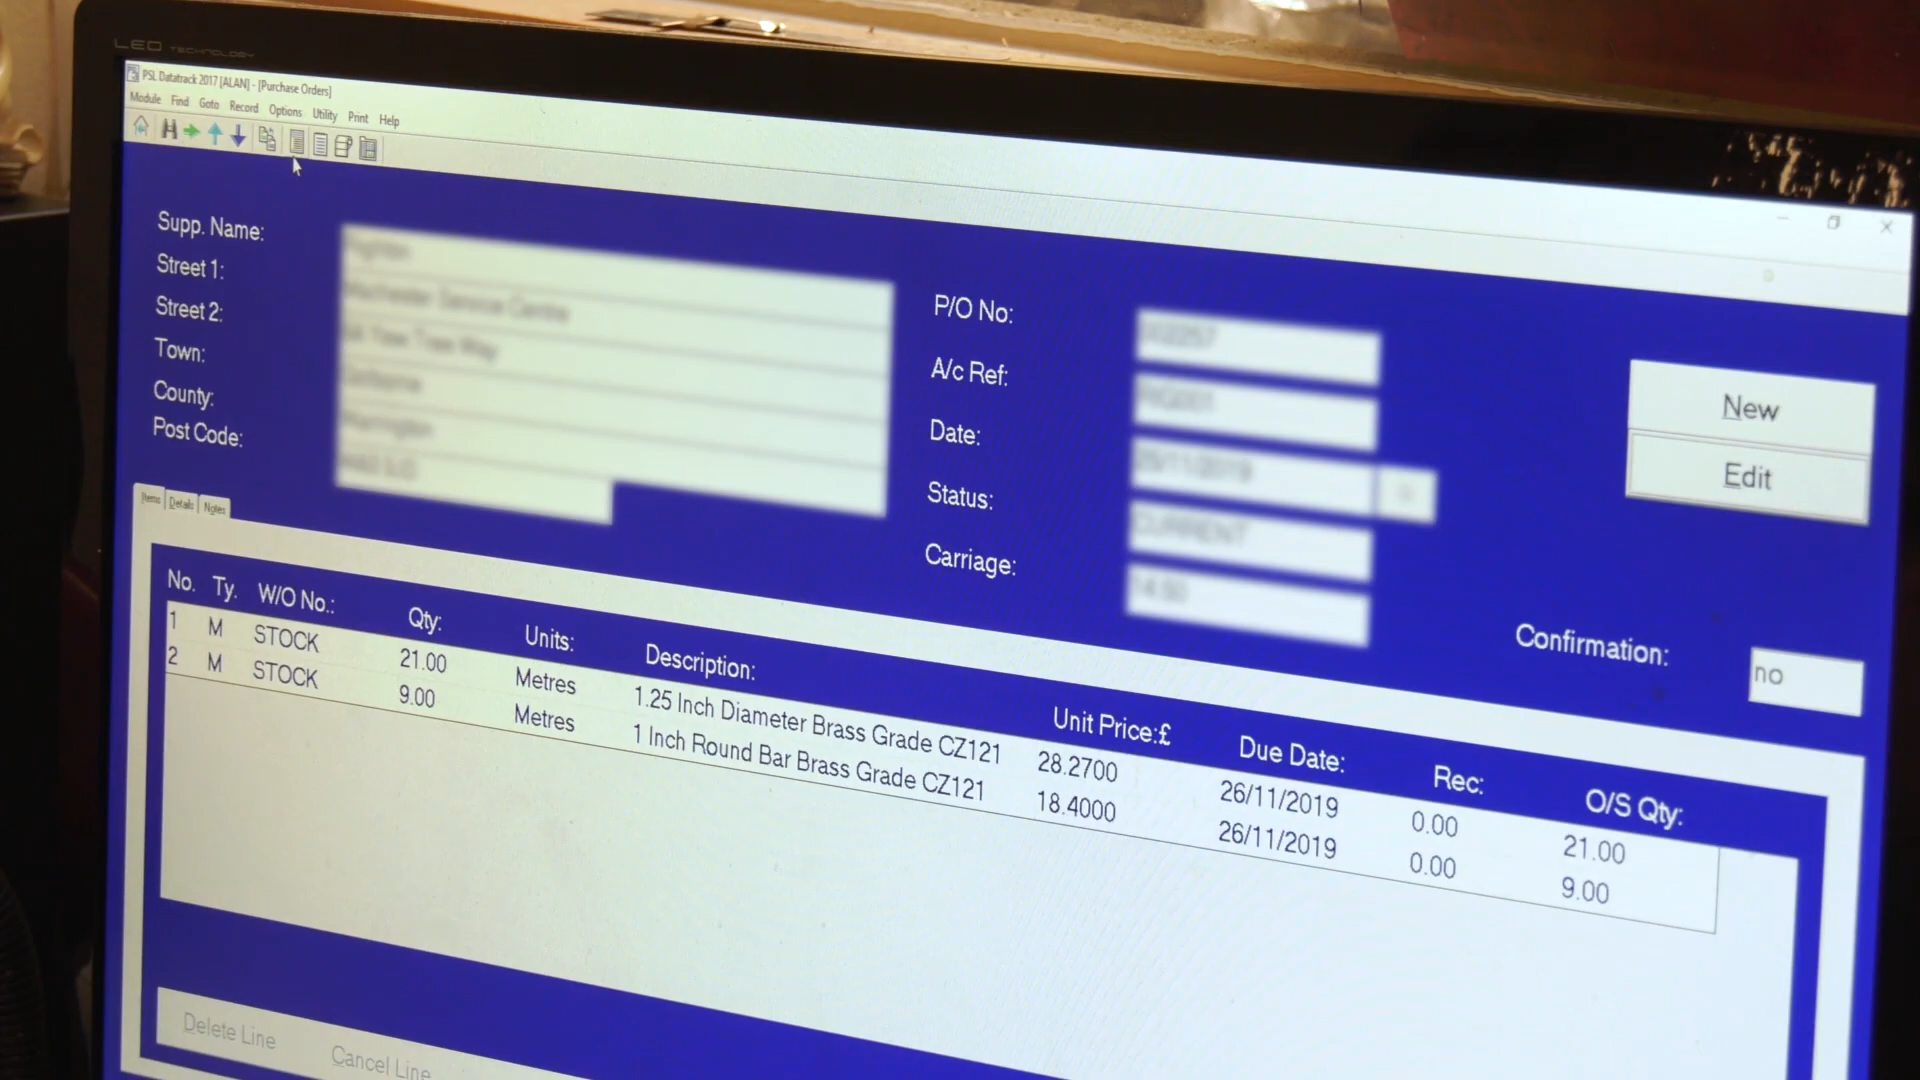 LED TECHNOLOGY
PSL Datatrack 2017 [ALAN] - [Purchase Orders]
Module Find Goto Record Options Utility Print Help
Supp. Name:
Street 1:
Street 2:
Town:
County:
Post Code:
P/O No:
A/c Ref:
Date:
Status:
CURRENT
Carriage:
New
Edit
Confirmation: no
Items Details Notes
No. Ty. W/O No.: Qty: Units: Description: Unit Price:£ Due Date: Rec: O/S Qty:
1 M STOCK 21.00 Metres 1.25 Inch Diameter Brass Grade CZ121 28.2700 26/11/2019 0.00 21.00
2 M STOCK 9.00 Metres 1 Inch Round Bar Brass Grade CZ121 18.4000 26/11/2019 0.00 9.00
Delete Line Cancel Line